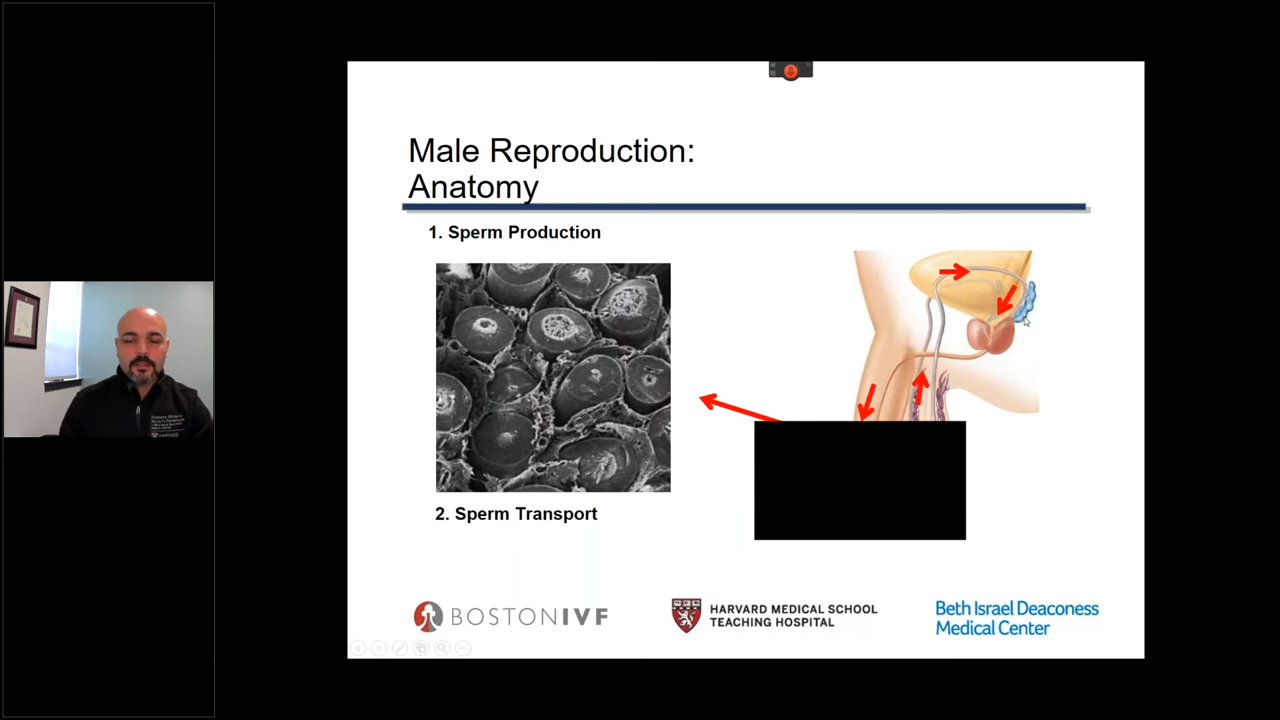 Male Reproduction:
Anatomy
1. Sperm Production
2. Sperm Transport
BOSTONIVF
HARVARD MEDICAL SCHOOL
TEACHING HOSPITAL
Beth Israel Deaconess
Medical Center
HARVARD